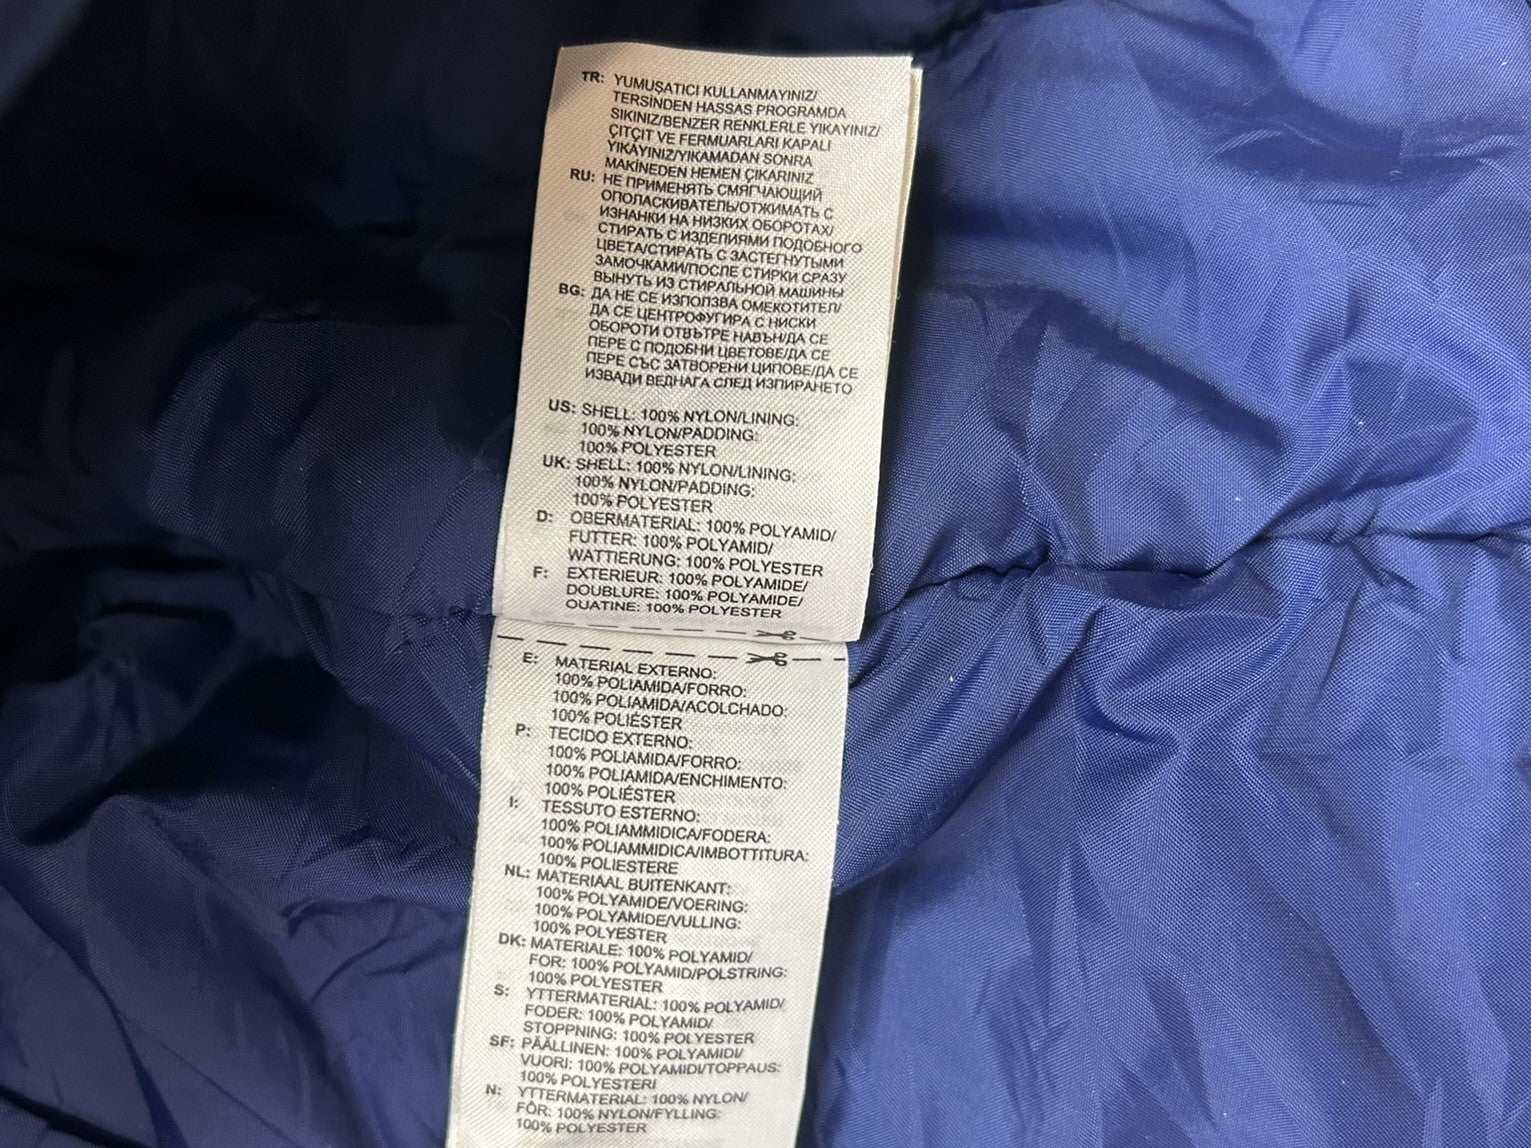 TR: YUMUŞATICI KULLANMAYINIZ/
TERSİNDEN HASSAS PROGRAMDA
SIKINIZ/BENZER RENKLERLE YIKAYINIZ/
ÇITÇIT VE FERMUARLARI KAPALI
YIKAYINIZ/YIKAMADAN SONRA
MAKİNEDEN HEMEN ÇIKARINIZ
RU: НЕ ПРИМЕНЯТЬ СМЯГЧАЮЩИЙ
ОПОЛАСКИВАТЕЛЬ/ОТЖИМАТЬ С
ИЗНАНКИ НА НИЗКИХ ОБОРОТАХ/
СТИРАТЬ С ИЗДЕЛИЯМИ ПОДОБНОГО
ЦВЕТА/СТИРАТЬ С ЗАСТЕГНУТЫМИ
ЗАМОЧКАМИ/ПОСЛЕ СТИРКИ СРАЗУ
ВЫНУТЬ ИЗ СТИРАЛЬНОЙ МАШИНЫ
BG: ДА НЕ СЕ ИЗПОЛЗВА ОМЕКОТИТЕЛ/
ДА СЕ ЦЕНТРОФУГИРА С НИСКИ
ОБОРОТИ ОТВЪТРЕ НАВЪН/ДА СЕ
ПЕРЕ С ПОДОБНИ ЦВЕТОВЕ/ДА СЕ
ПЕРЕ СЪС ЗАТВОРЕНИ ЦИПОВЕ/ДА СЕ
ИЗВАДИ ВЕДНАГА СЛЕД ИЗПИРАНЕТО
US: SHELL: 100% NYLON/LINING:
100% NYLON/PADDING:
100% POLYESTER
UK: SHELL: 100% NYLON/LINING:
100% NYLON/PADDING:
100% POLYESTER
D: OBERMATERIAL: 100% POLYAMID/
FUTTER: 100% POLYAMID/
WATTIERUNG: 100% POLYESTER
F: EXTERIEUR: 100% POLYAMIDE/
DOUBLURE: 100% POLYAMIDE/
OUATINE: 100% POLYESTER
E: MATERIAL EXTERNO:
100% POLIAMIDA/FORRO:
100% POLIAMIDA/ACOLCHADO:
100% POLIÉSTER
P: TECIDO EXTERNO:
100% POLIAMIDA/FORRO:
100% POLIAMIDA/ENCHIMENTO:
100% POLIÉSTER
I: TESSUTO ESTERNO:
100% POLIAMMIDICA/FODERA:
100% POLIAMMIDICA/IMBOTTITURA:
100% POLIESTERE
NL: MATERIAAL BUITENKANT:
100% POLYAMIDE/VOERING:
100% POLYAMIDE/VULLING:
100% POLYESTER
DK: MATERIALE: 100% POLYAMID/
FOR: 100% POLYAMID/POLSTRING:
100% POLYESTER
S: YTTERMATERIAL: 100% POLYAMID/
FODER: 100% POLYAMID/
STOPPNING: 100% POLYESTER
SF: PÄÄLLINEN: 100% POLYAMIDI/
VUORI: 100% POLYAMIDI/TOPPAUS:
100% POLYESTERI
N: YTTERMATERIAL: 100% NYLON/
FÔR: 100% NYLON/FYLLING:
100% POLYESTER